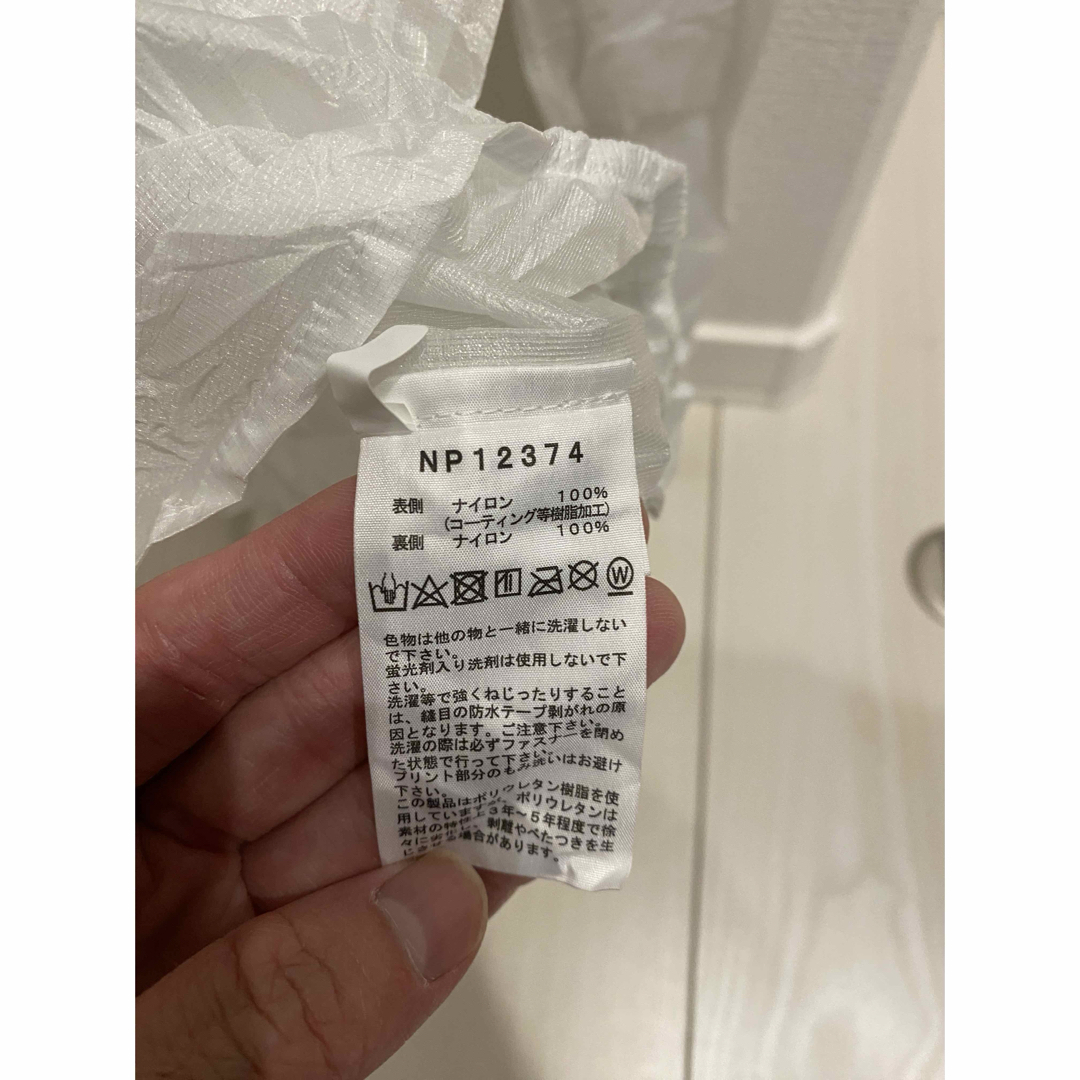 NP12374
表側 ナイロン 100%
(コーティング等樹脂加工)
裏側 ナイロン 100%
W
色物は他の物と一緒に洗濯しない
で下さい。
蛍光剤入り洗剤は使用しないで下
さい。
洗濯等で強くねじったりすること
は、縫目の防水テープ剥がれの原
因となります。ご注意下さい。
洗濯の際は必ずファスナーを閉め
た状態で行って下さい。
プリント部分のもみ洗いはお避け
下さい。
この製品はポリウレタン樹脂を使
用していますが、ポリウレタンは
素材の特性上3年~5年程度で徐
々に劣化し、剥離やべたつきを生
場合があります。